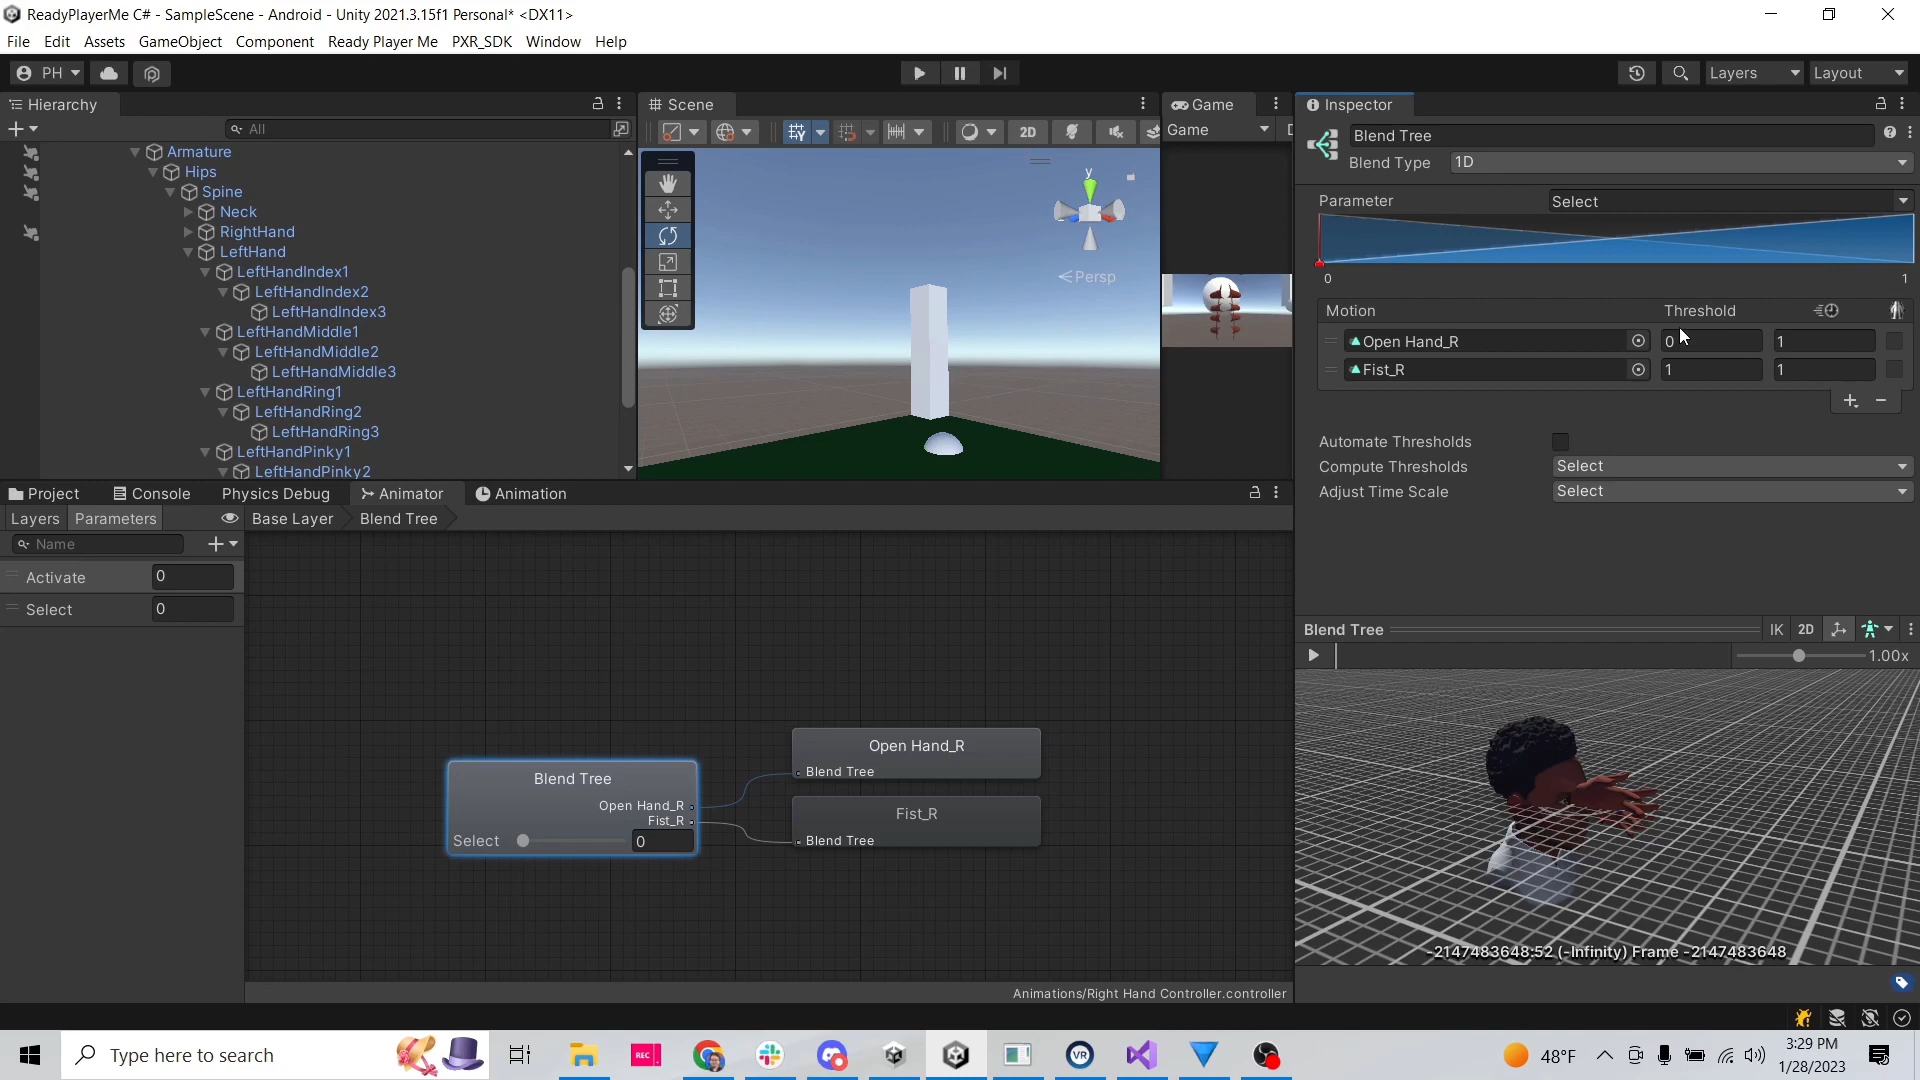 ReadyPlayerMe C# - SampleScene - Android - Unity 2021.3.15f1 Personal* <DX11>
File Edit Assets GameObject Component Ready Player Me PXR_SDK Window Help
PH
Layers
Layout
Hierarchy
All
Armature
Hips
Spine
Neck
RightHand
LeftHand
LeftHandIndex1
LeftHandIndex2
LeftHandIndex3
LeftHandMiddle1
LeftHandMiddle2
LeftHandMiddle3
LeftHandRing1
LeftHandRing2
LeftHandRing3
LeftHandPinky1
LeftHandPinky2
Scene
2D
y
Persp
Game
Game
Inspector
Blend Tree
Blend Type 1D
Parameter Select
0 1
Motion Threshold
Open Hand_R 0 1
Fist_R 1 1
Automate Thresholds
Compute Thresholds Select
Adjust Time Scale Select
Project Console Physics Debug Animator Animation
Layers Parameters Base Layer Blend Tree
Name
Activate 0
Select 0
Blend Tree
Open Hand_R
Fist_R
Select 0
Open Hand_R
Blend Tree
Fist_R
Blend Tree
Animations/Right Hand Controller.controller
Blend Tree IK 2D
1.00x
-2147483648:52 (-Infinity) Frame -2147483648
Type here to search
REC
VR
48°F
3:29 PM
1/28/2023